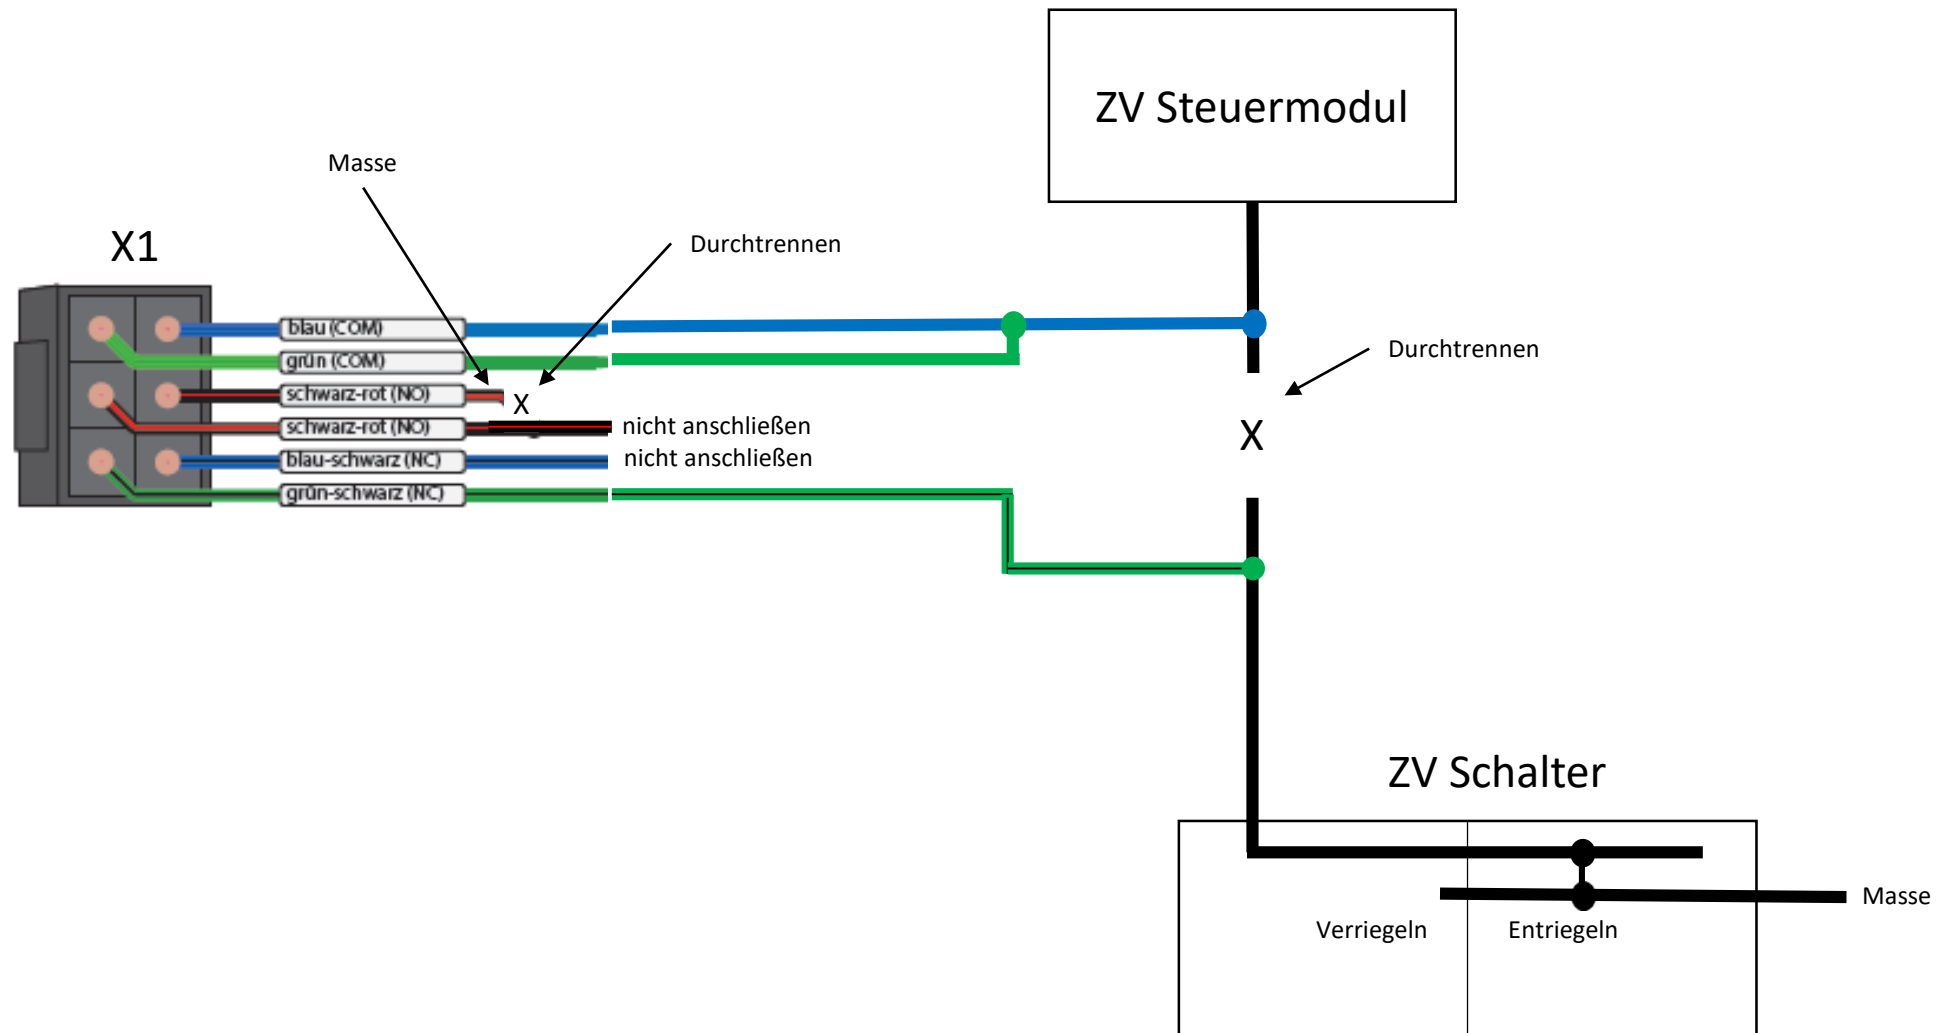 ZV Steuermodul
Masse
X1
Durchtrennen
blau (COM)
grün (COM)
Durchtrennen
schwarz-rot (NO)
X
schwarz-rot (NO)
nicht anschließen
X
blau-schwarz (NC)
nicht anschließen
grün-schwarz (NC)
ZV Schalter
Masse
Verriegeln
Entriegeln